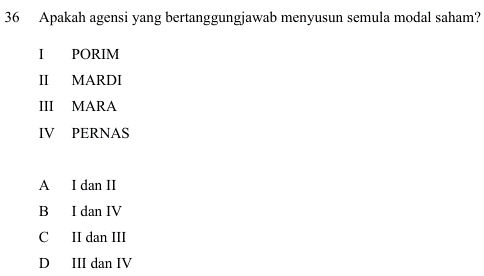 36 Apakah agensi yang bertanggungjawab menyusun semula modal saham?
I PORIM
II MARDI
III MARA
IV PERNAS
A I dan II
B I dan IV
C II dan III
D III dan IV